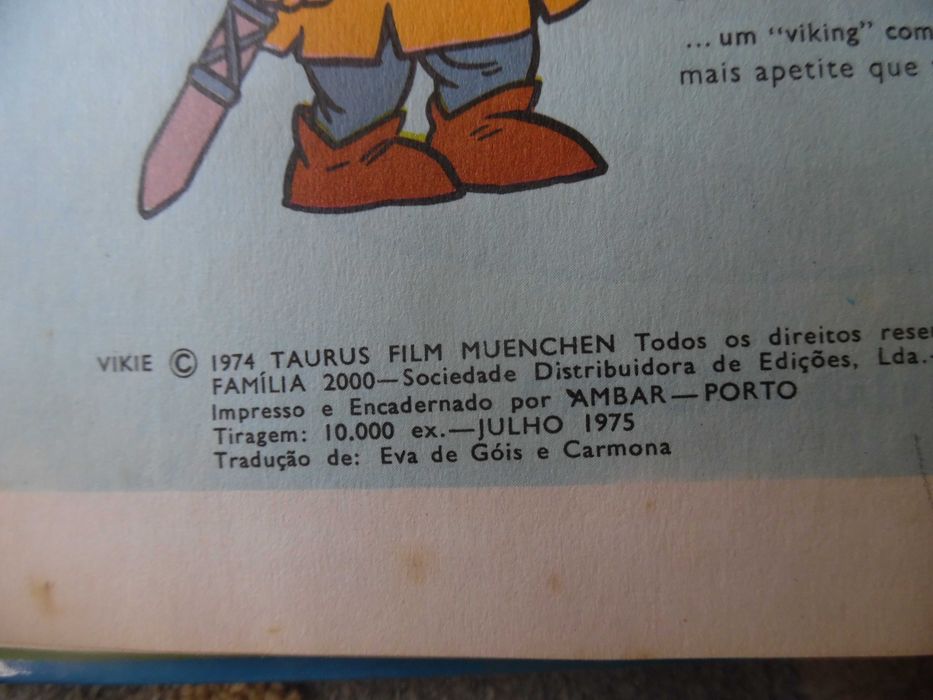 ... um “viking” com
mais apetite que
VIKIE © 1974 TAURUS FILM MUENCHEN Todos os direitos rese
FAMÍLIA 2000—Sociedade Distribuidora de Edições, Lda.
Impresso e Encadernado por AMBAR—PORTO
Tiragem: 10.000 ex.—JULHO 1975
Tradução de: Eva de Góis e Carmona